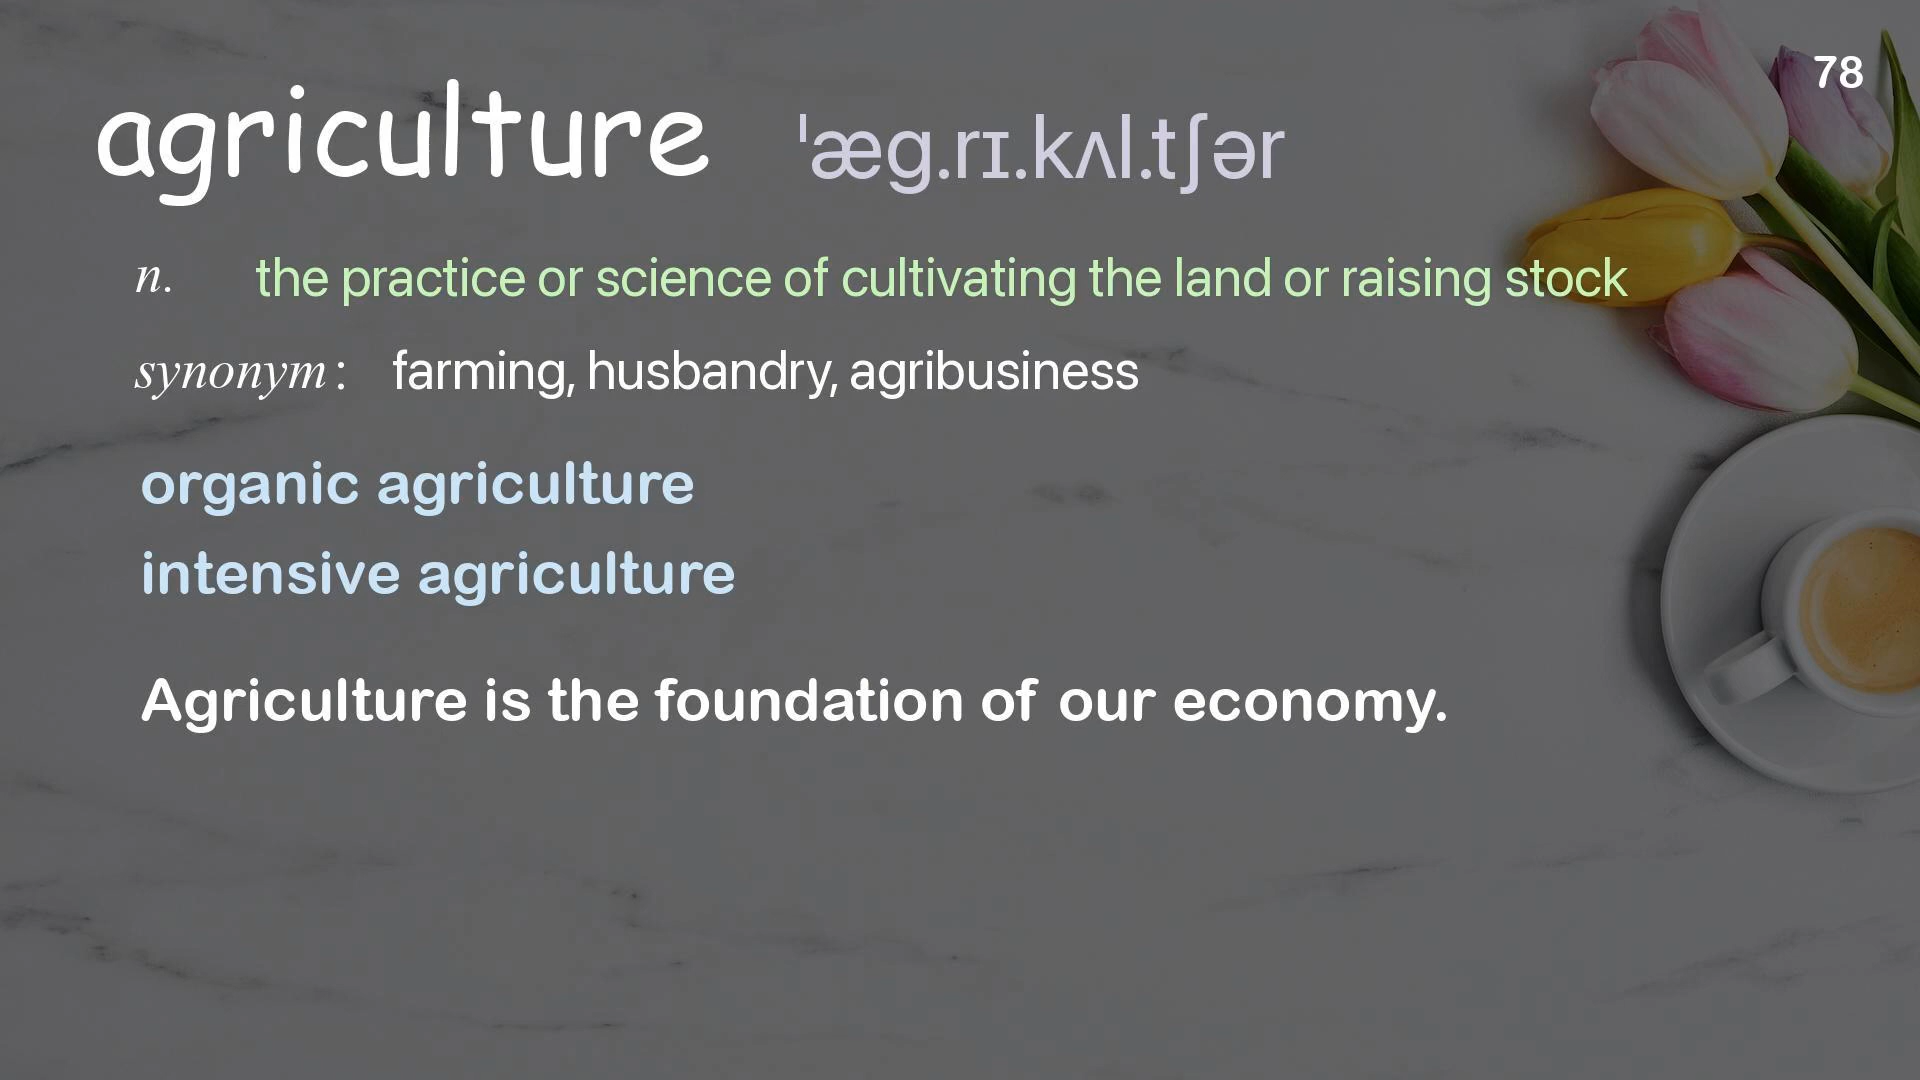 78
agriculture ˈæg.rɪ.kʌl.tʃər
n. the practice or science of cultivating the land or raising stock
synonym : farming, husbandry, agribusiness
organic agriculture
intensive agriculture
Agriculture is the foundation of our economy.